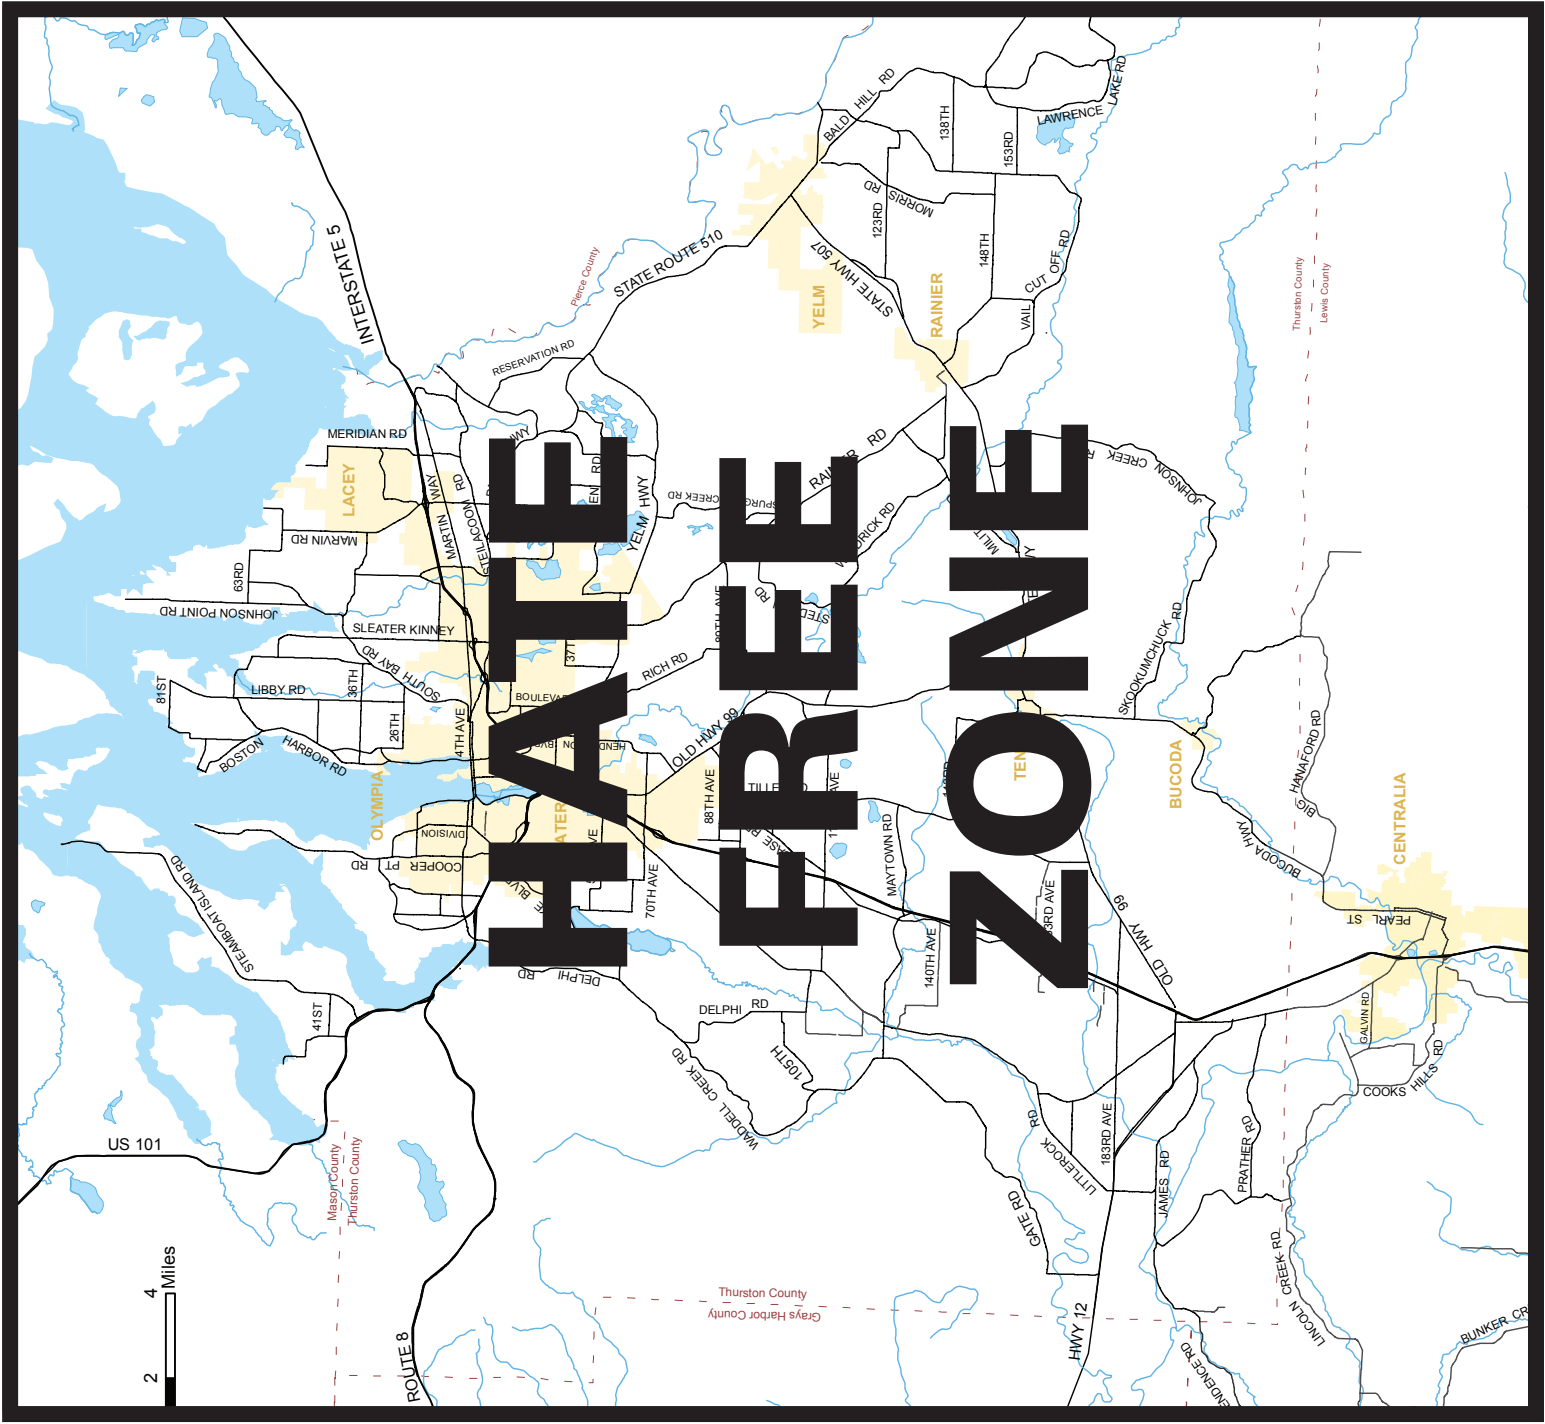 HATE
FREE
ZONE
INTERSTATE 5
STATE ROUTE 510
Pierce County
BALD HILL RD
138TH
153RD
LAWRENCE LAKE RD
MORRIS RD
123RD
148TH
STATE HWY 507
VAIL CUT OFF RD
YELM
RAINIER
Thurston County
Lewis County
RESERVATION RD
MERIDIAN RD
LACEY
MARVIN RD
MARTIN WAY
STEILACOOM RD
HWY
YELM HWY
CREEK RD
RAINIER RD
JOHNSON CREEK
63RD
JOHNSON POINT RD
SLEATER KINNEY
SOUTH BAY RD
36TH
LIBBY RD
81ST
26TH
BOSTON HARBOR RD
4TH AVE
RICH RD
OLD HWY 99
88TH AVE
SKOOKUMCHUCK RD
BIG HANAFORD RD
BUCODA
BUCODA HWY
CENTRALIA
PEARL ST
OLYMPIA
DIVISION
COOPER PT RD
STEAMBOAT ISLAND RD
41ST
70TH AVE
MAYTOWN RD
140TH AVE
OLD HWY 99
GALVIN RD
COOKS HILLS RD
DELPHI RD
DELPHI RD
105TH
WADDELL CREEK RD
US 101
Mason County
Thurston County
LITTLEROCK RD
183RD AVE
JAMES RD
PRATHER RD
GATE RD
LINCOLN CREEK RD
Thurston County
Grays Harbor County
HWY 12
ROUTE 8
BUNKER CR
2
4
Miles